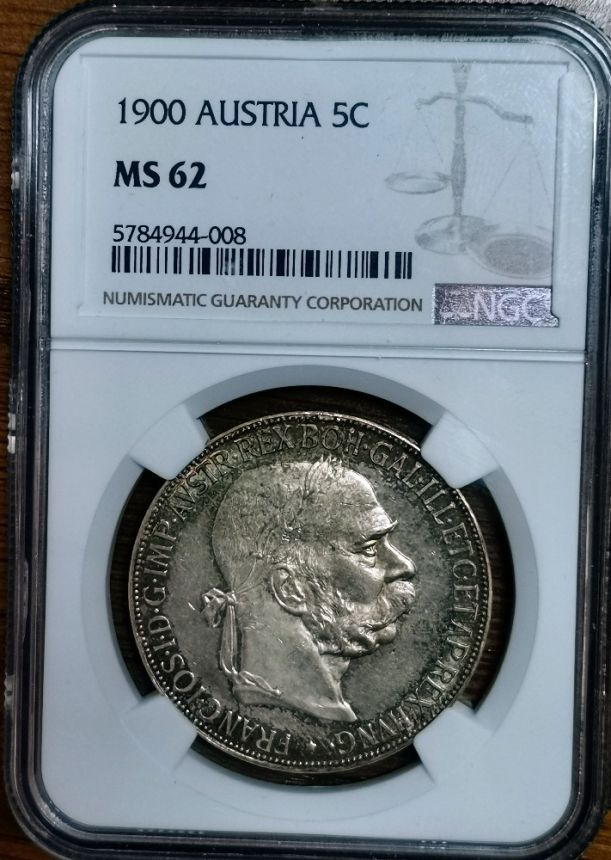 1900 AUSTRIA 5C
MS 62
5784944-008
NUMISMATIC GUARANTY CORPORATION
NGC
FRANC·IOS·I·D·G·IMP·AVSTR·REX·BOH·GAL·ILL·ETC·ET·AP·REX·HVNG·